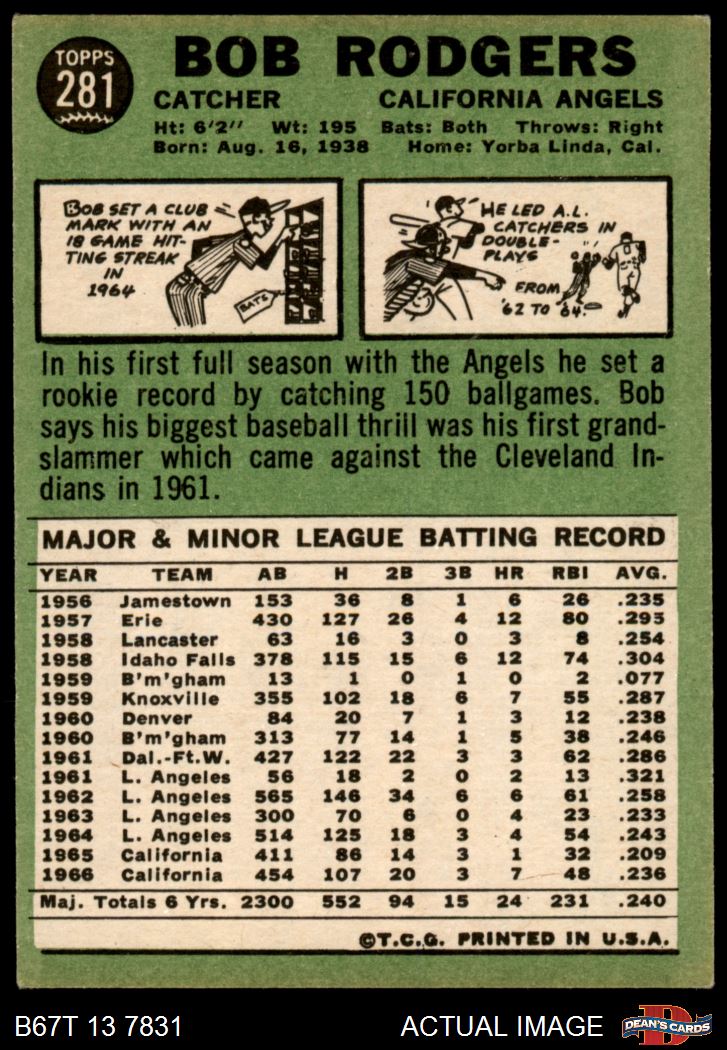 TOPPS
281
BOB RODGERS
CATCHER CALIFORNIA ANGELS
Ht: 6'2" Wt: 195 Bats: Both Throws: Right
Born: Aug. 16, 1938 Home: Yorba Linda, Cal.
BOB SET A CLUB
MARK WITH AN
18 GAME HIT-
TING STREAK
IN
1964
BATS
HE LED A.L.
CATCHERS IN
DOUBLE-
PLAYS
FROM
'62 TO '64.
In his first full season with the Angels he set a
rookie record by catching 150 ballgames. Bob
says his biggest baseball thrill was his first grand-
slammer which came against the Cleveland In-
dians in 1961.
MAJOR & MINOR LEAGUE BATTING RECORD
YEAR TEAM AB H 2B 3B HR RBI AVG.
1956 Jamestown 153 36 8 1 6 26 .235
1957 Erie 430 127 26 4 12 80 .295
1958 Lancaster 63 16 3 0 3 8 .254
1958 Idaho Falls 378 115 15 6 12 74 .304
1959 B'm'gham 13 1 0 1 0 2 .077
1959 Knoxville 355 102 18 6 7 55 .287
1960 Denver 84 20 7 1 3 12 .238
1960 B'm'gham 313 77 14 1 5 38 .246
1961 Dal.-Ft.W. 427 122 22 3 3 62 .286
1961 L. Angeles 56 18 2 0 2 13 .321
1962 L. Angeles 565 146 34 6 6 61 .258
1963 L. Angeles 300 70 6 0 4 23 .233
1964 L. Angeles 514 125 18 3 4 54 .243
1965 California 411 86 14 3 1 32 .209
1966 California 454 107 20 3 7 48 .236
Maj. Totals 6 Yrs. 2300 552 94 15 24 231 .240
©T.C.G. PRINTED IN U.S.A.
B67T 13 7831 ACTUAL IMAGE
D
DEAN'S CARDS